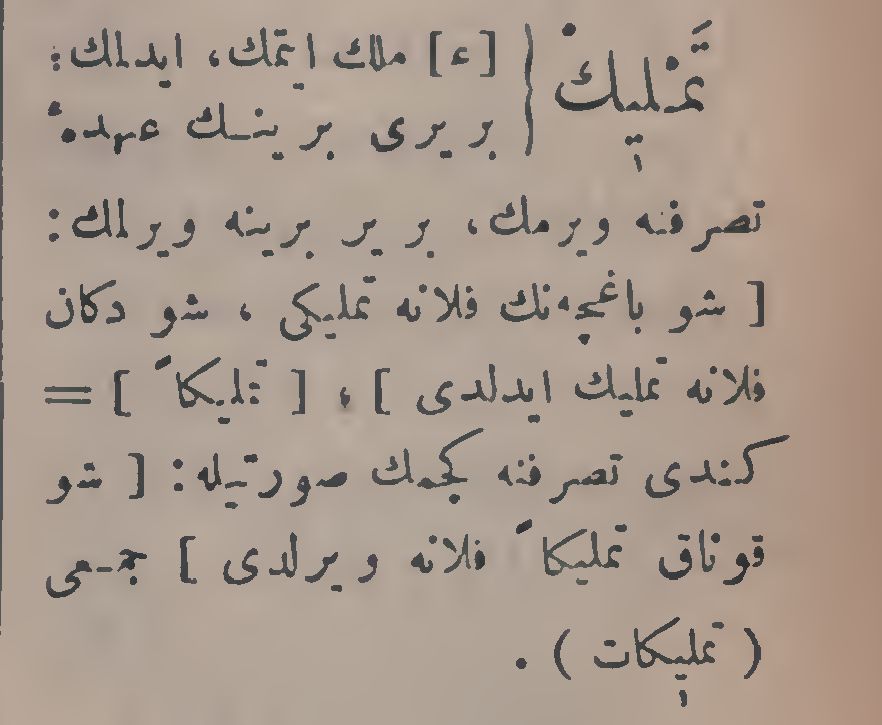 تَمْلِيكْ { [ء] ملك ايتمك، ايدلمك:
بر يرى بر ينك عهدهٔ
تصرفنه ويرمك، بر ير برينه ويرلمك:
[ شو باغچه‌نك فلانه تمليكى ، شو دكان
فلانه تمليك ايدلدى ] ، [ تمليكاً ] =
كندى تصرفنه كچمك صورتيله: [ شو
قوناق تمليكاً فلانه ويرلدى ] جمعى
( تمليكات ) .